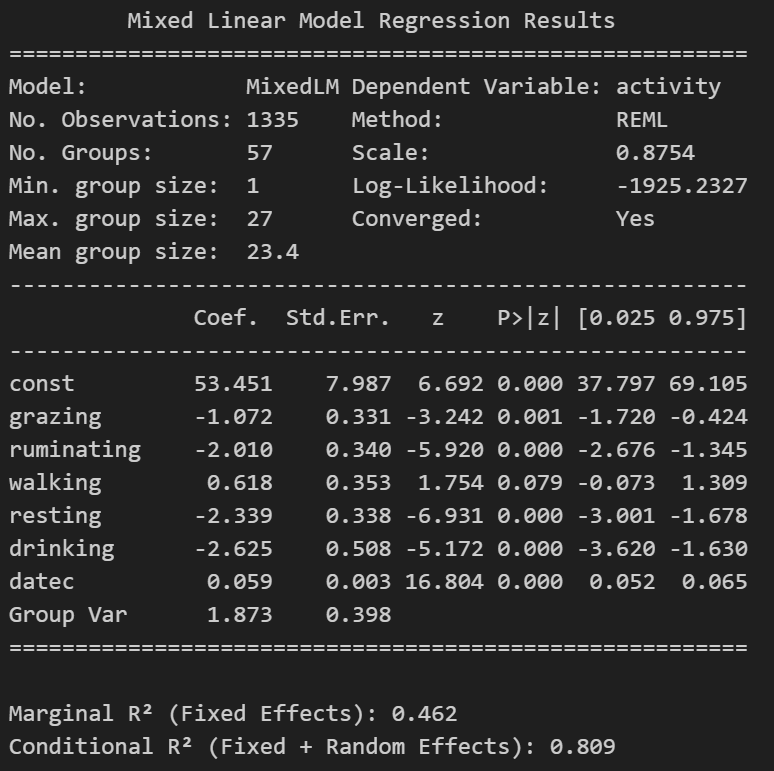 Mixed Linear Model Regression Results
========================================================
Model: MixedLM Dependent Variable: activity
No. Observations: 1335 Method: REML
No. Groups: 57 Scale: 0.8754
Min. group size: 1 Log-Likelihood: -1925.2327
Max. group size: 27 Converged: Yes
Mean group size: 23.4
--------------------------------------------------------
Coef. Std.Err. z P>|z| [0.025 0.975]
--------------------------------------------------------
const 53.451 7.987 6.692 0.000 37.797 69.105
grazing -1.072 0.331 -3.242 0.001 -1.720 -0.424
ruminating -2.010 0.340 -5.920 0.000 -2.676 -1.345
walking 0.618 0.353 1.754 0.079 -0.073 1.309
resting -2.339 0.338 -6.931 0.000 -3.001 -1.678
drinking -2.625 0.508 -5.172 0.000 -3.620 -1.630
datec 0.059 0.003 16.804 0.000 0.052 0.065
Group Var 1.873 0.398
========================================================
Marginal R² (Fixed Effects): 0.462
Conditional R² (Fixed + Random Effects): 0.809